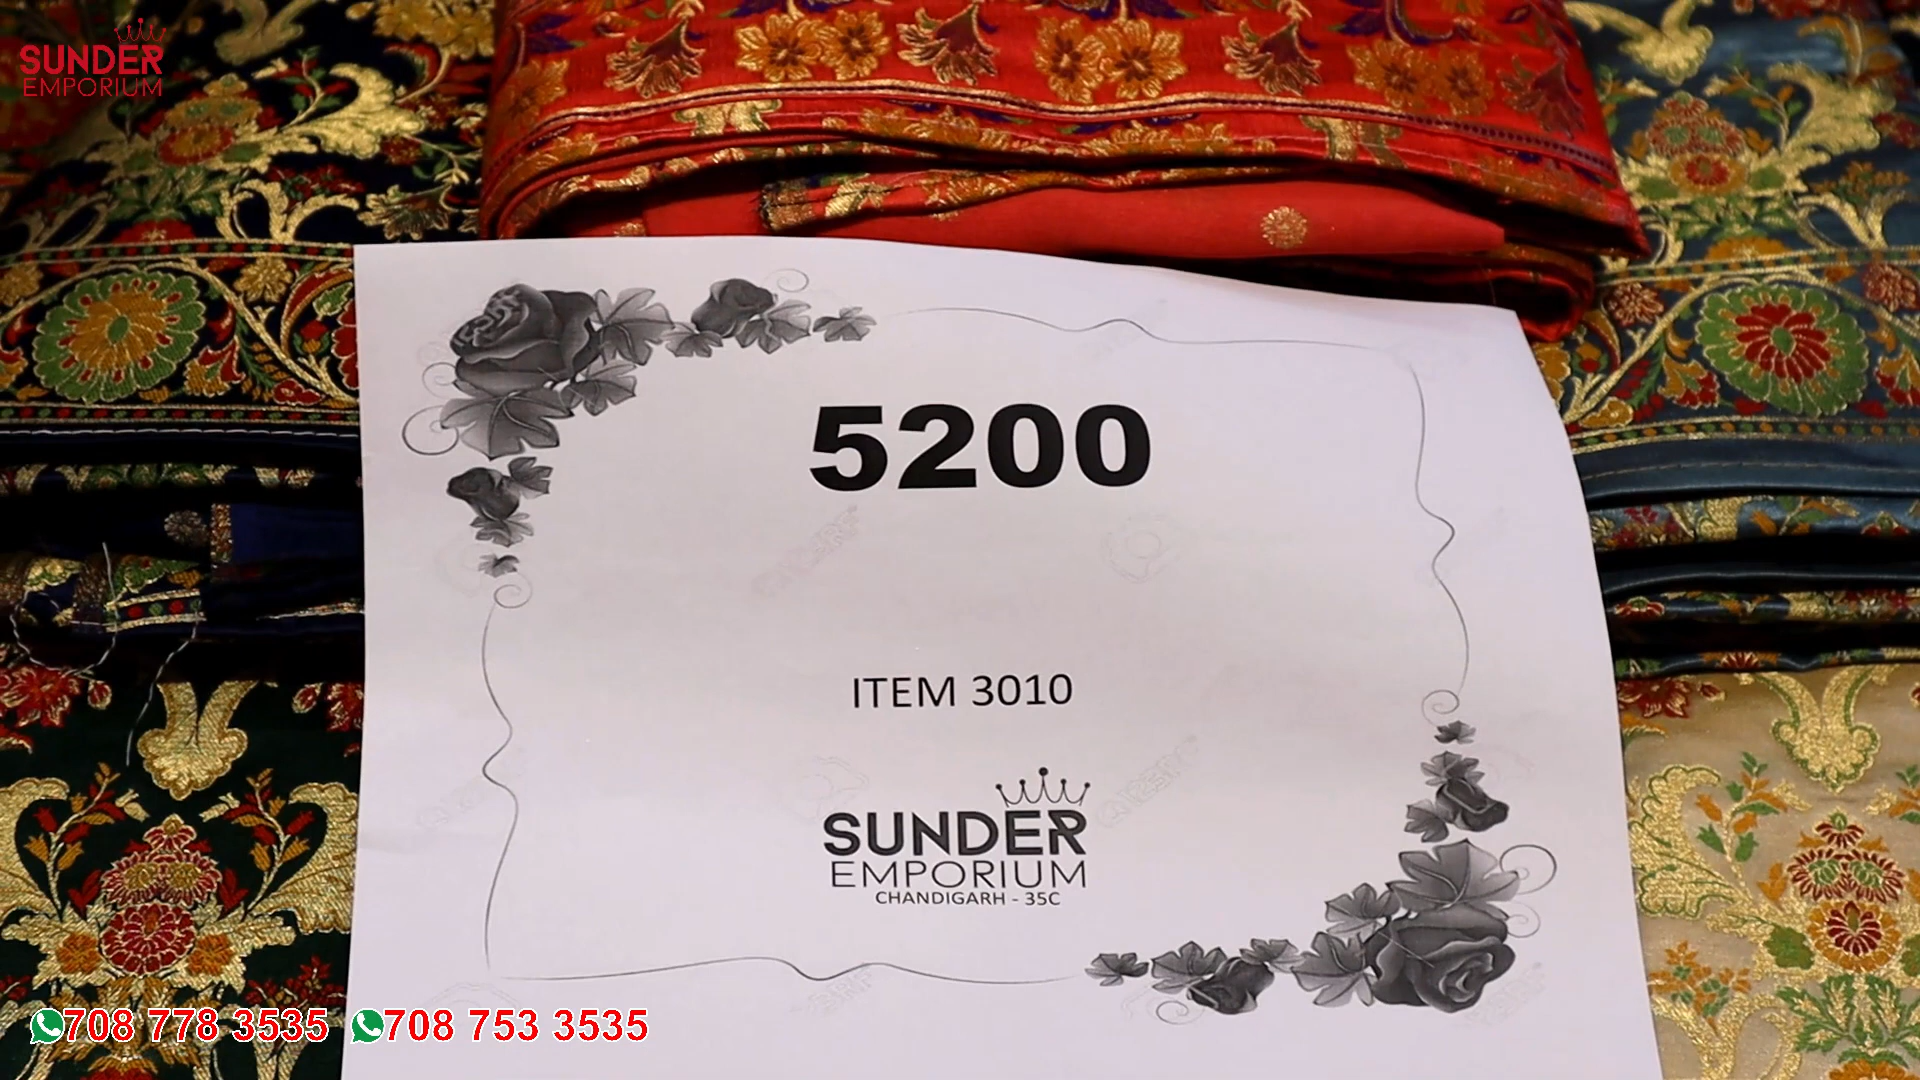 SUNDER
EMPORIUM
5200
ITEM 3010
SUNDER
EMPORIUM
CHANDIGARH - 35C
708 778 3535 708 753 3535